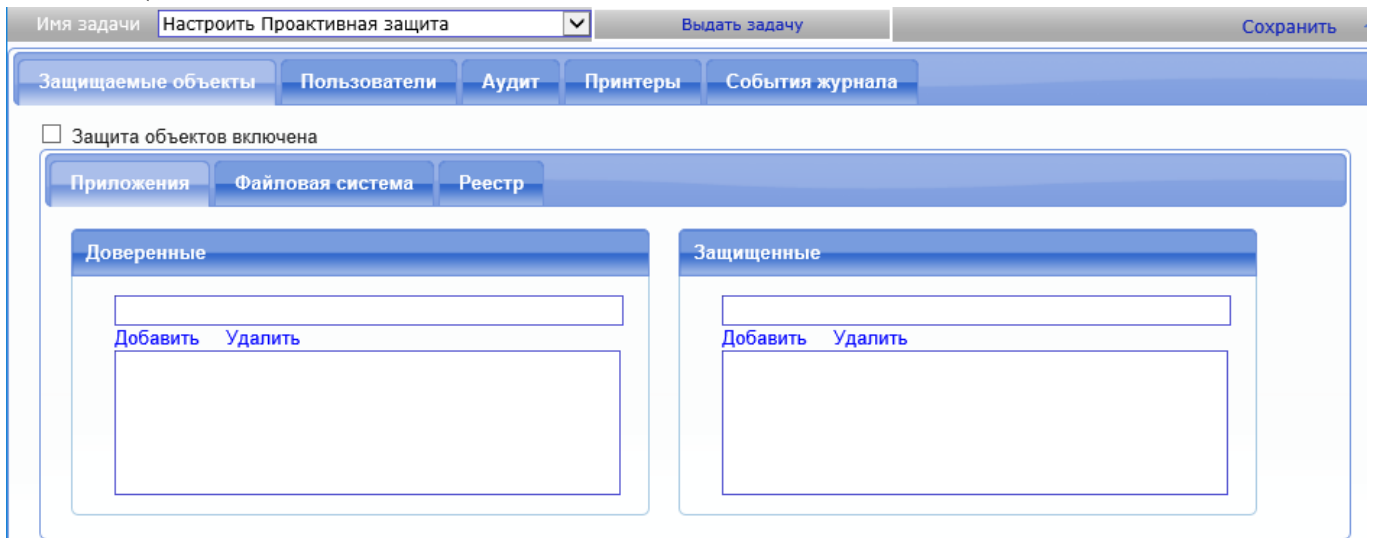 Имя задачи Настроить Проактивная защита Выдать задачу Сохранить
Защищаемые объекты Пользователи Аудит Принтеры События журнала
Защита объектов включена
Приложения Файловая система Реестр
Доверенные Защищенные
Добавить Удалить Добавить Удалить